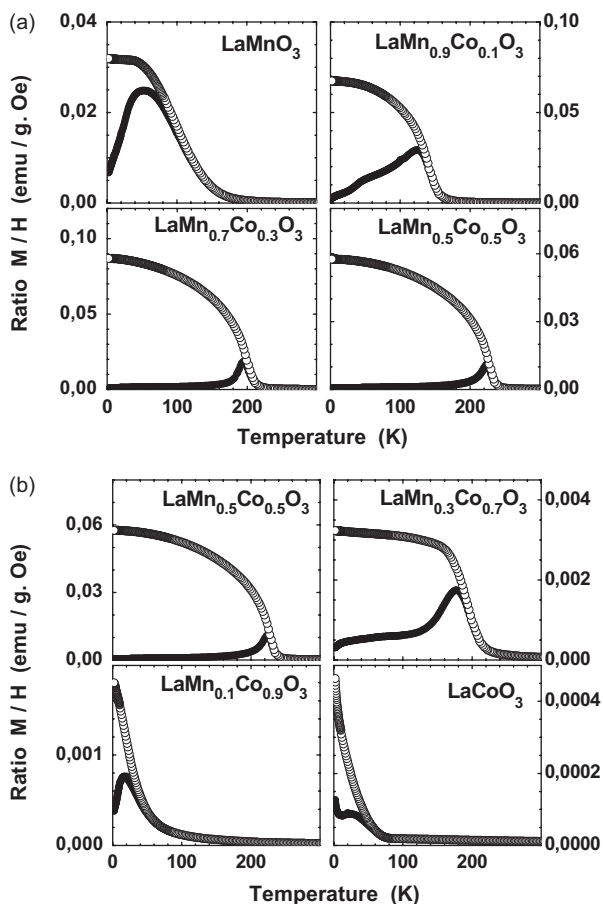 (a)
0,04 LaMnO₃ LaMn₀.₉Co₀.₁O₃ 0,10
0,02 0,05
0,00 0,00
LaMn₀.₇Co₀.₃O₃ LaMn₀.₅Co₀.₅O₃
0,10 0,06
0,05 0,03
0,00 0,00
0 100 200 0 100 200
Ratio M / H (emu / g. Oe)
Temperature (K)
(b)
LaMn₀.₅Co₀.₅O₃ LaMn₀.₃Co₀.₇O₃
0,06 0,004
0,03 0,002
0,00 0,000
LaMn₀.₁Co₀.₉O₃ LaCoO₃
0,001 0,0004
0,0002
0,000 0,0000
0 100 200 0 100 200
Ratio M / H (emu / g. Oe)
Temperature (K)